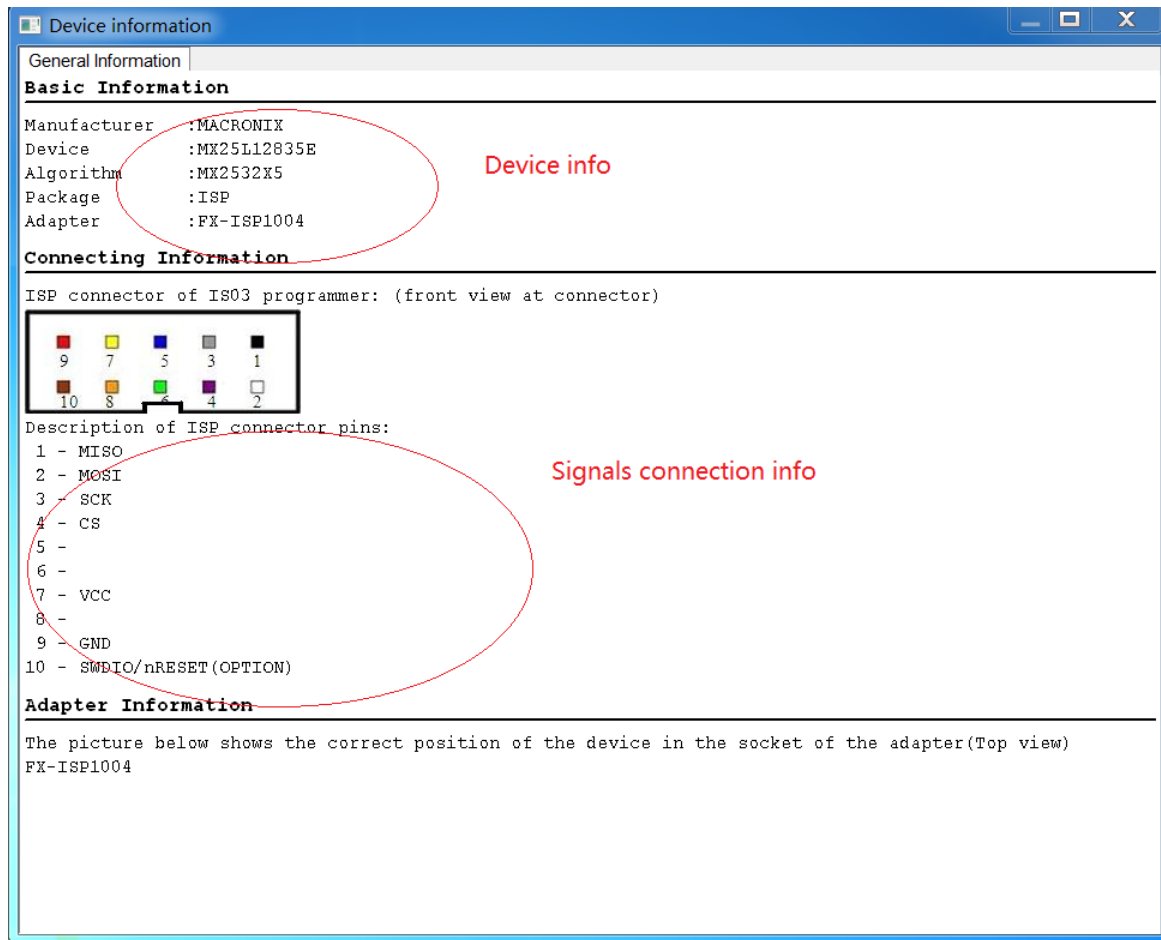 Device information
X
General Information
Basic Information
Manufacturer :MACRONIX
Device :MX25L12835E
Algorithm :MX2532X5
Package :ISP
Adapter :FX-ISP1004
Device info
Connecting Information
ISP connector of IS03 programmer: (front view at connector)
9 7 5 3 1
10 8 6 4 2
Description of ISP connector pins:
1 - MISO
2 - MOSI
3 - SCK
4 - CS
5 -
6 -
7 - VCC
8 -
9 - GND
10 - SWDIO/nRESET(OPTION)
Signals connection info
Adapter Information
The picture below shows the correct position of the device in the socket of the adapter(Top view)
FX-ISP1004